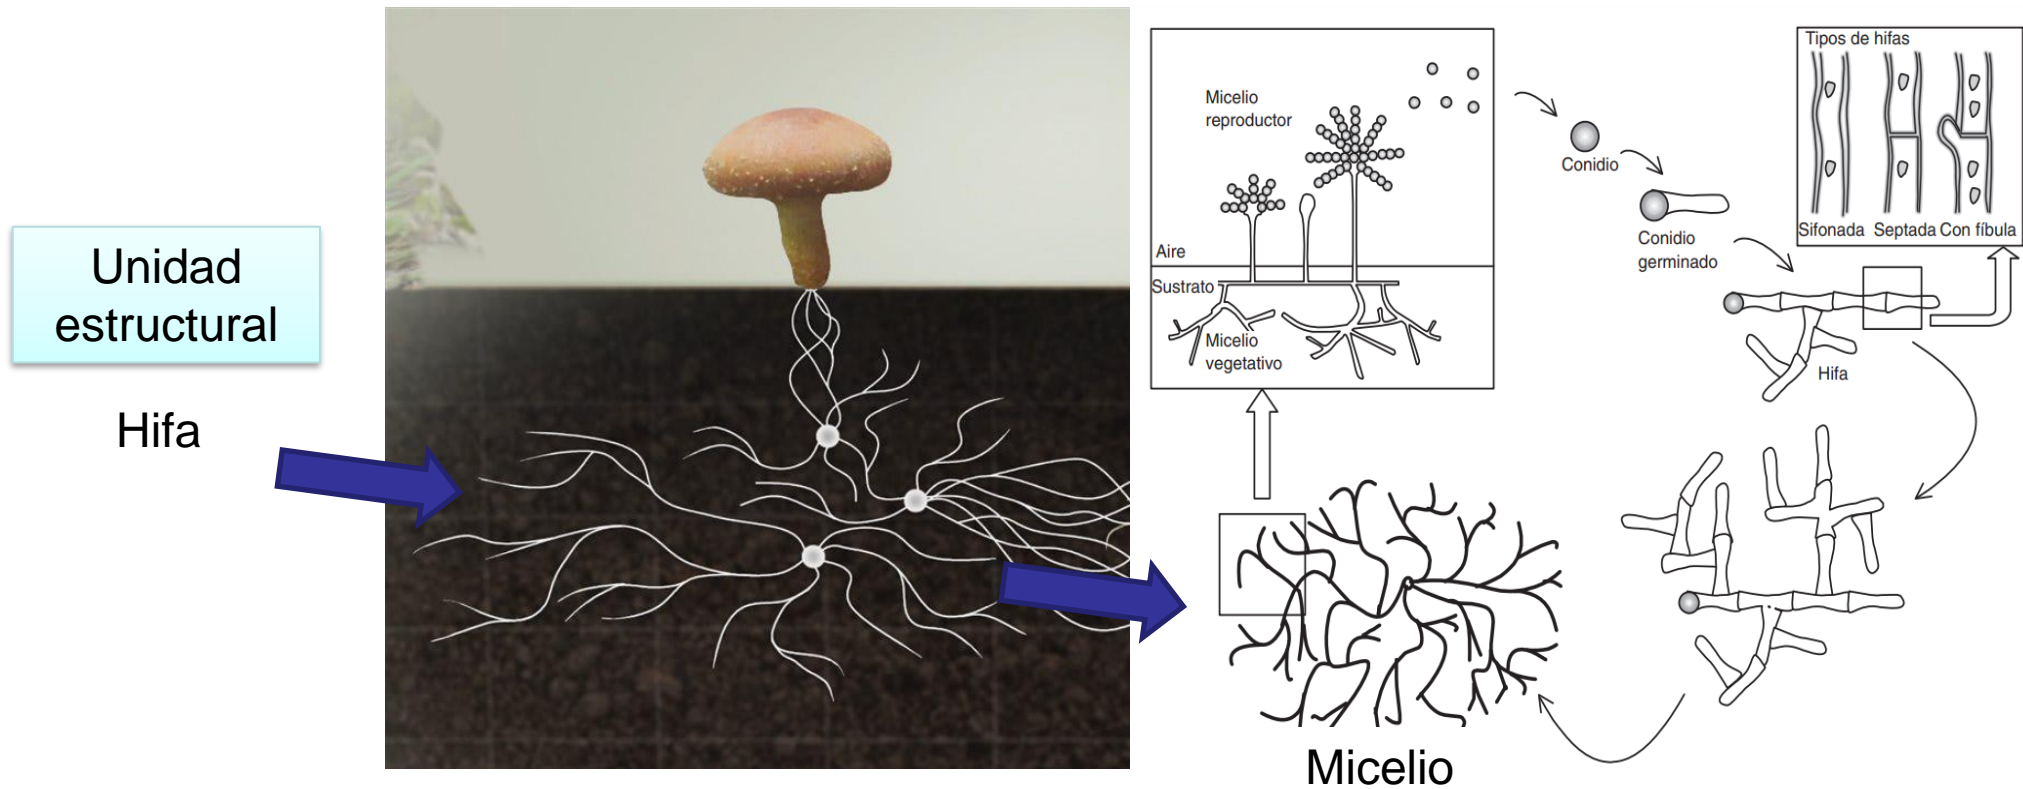 Unidad
estructural
Hifa
Micelio
reproductor
Aire
Sustrato
Micelio
vegetativo
Conidio
Conidio
germinado
Tipos de hifas
Sifonada
Septada
Con fíbula
Hifa
Micelio